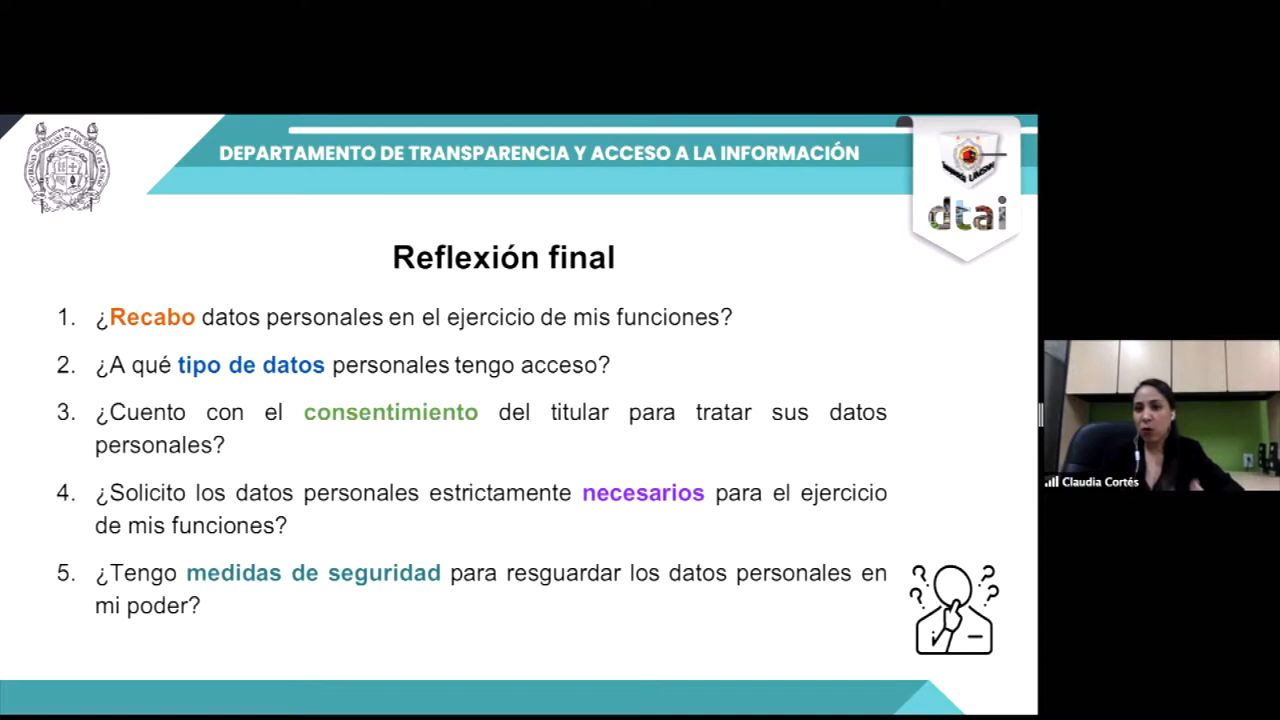 DEPARTAMENTO DE TRANSPARENCIA Y ACCESO A LA INFORMACIÓN
dtai
Reflexión final
1. ¿Recabo datos personales en el ejercicio de mis funciones?
2. ¿A qué tipo de datos personales tengo acceso?
3. ¿Cuento con el consentimiento del titular para tratar sus datos
personales?
4. ¿Solicito los datos personales estrictamente necesarios para el ejercicio
de mis funciones?
5. ¿Tengo medidas de seguridad para resguardar los datos personales en
mi poder?
Claudia Cortés